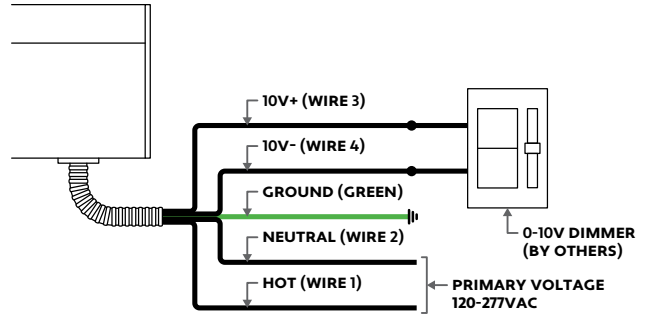 10V+ (WIRE 3)
10V- (WIRE 4)
GROUND (GREEN)
NEUTRAL (WIRE 2)
HOT (WIRE 1)
0-10V DIMMER
(BY OTHERS)
PRIMARY VOLTAGE
120-277VAC